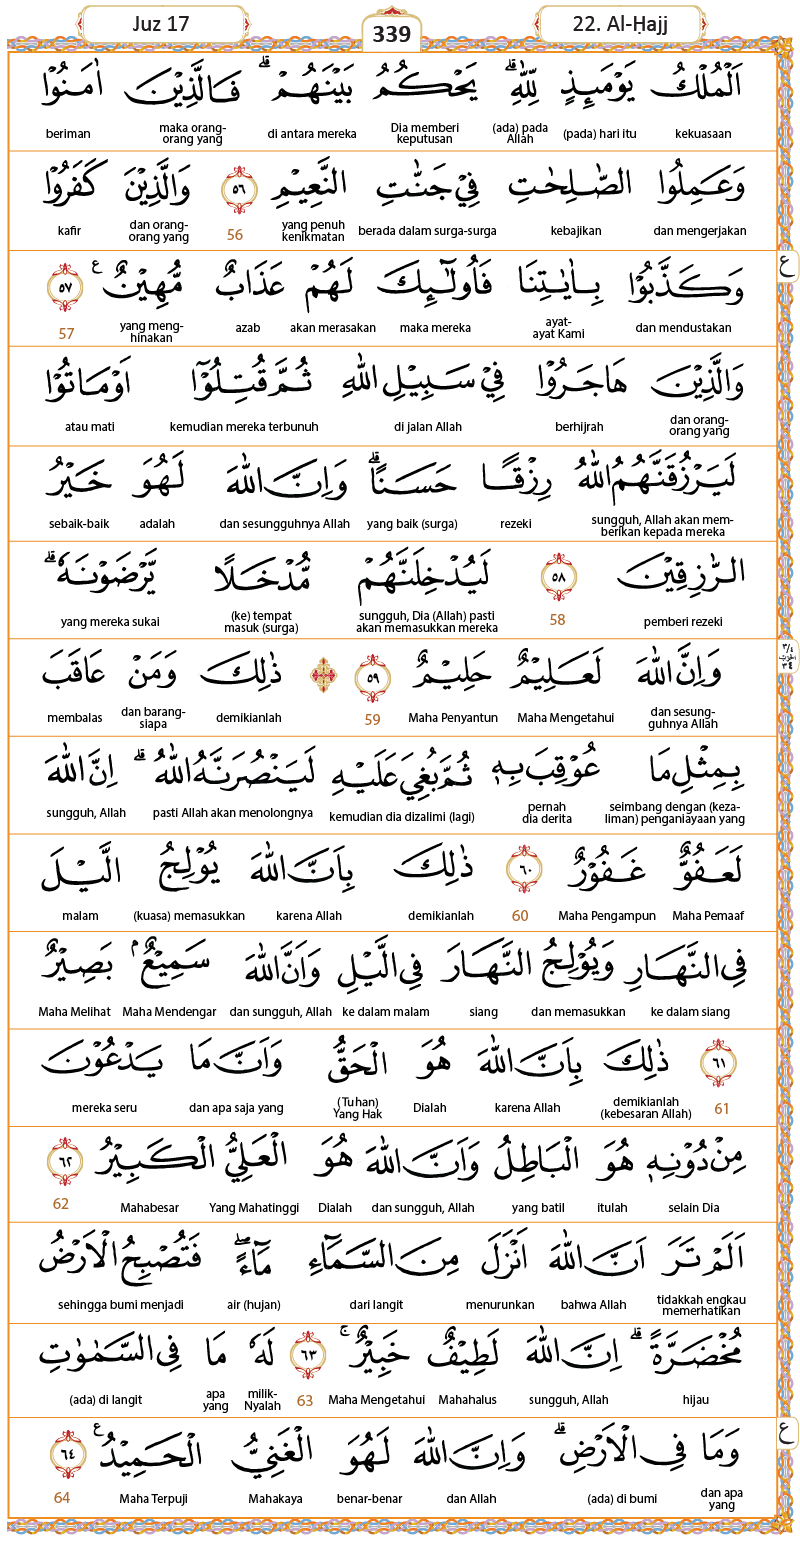 Juz 17
339
22. Al-Ḥajj
اَلْمُلْكُ يَوْمَىِٕذٍ لِّلّٰهِ ۗ يَحْكُمُ بَيْنَهُمْ ۗ فَالَّذِيْنَ اٰمَنُوْا
kekuasaan (pada) hari itu (ada) pada Allah Dia memberi keputusan di antara mereka maka orang-orang yang beriman
وَعَمِلُوا الصّٰلِحٰتِ فِيْ جَنّٰتِ النَّعِيْمِ ٥٦ وَالَّذِيْنَ كَفَرُوْا
dan mengerjakan kebajikan berada dalam surga-surga yang penuh kenikmatan 56 dan orang-orang yang kafir
ع
وَكَذَّبُوْا بِاٰيٰتِنَا فَاُولٰۤىِٕكَ لَهُمْ عَذَابٌ مُّهِيْنٌ ࣖ ٥٧
dan mendustakan ayat-ayat Kami maka mereka akan merasakan azab yang meng-hinakan 57
وَالَّذِيْنَ هَاجَرُوْا فِيْ سَبِيْلِ اللّٰهِ ثُمَّ قُتِلُوْٓا اَوْ مَاتُوْا
dan orang-orang yang berhijrah di jalan Allah kemudian mereka terbunuh atau mati
لَيَرْزُقَنَّهُمُ اللّٰهُ رِزْقًا حَسَنًا ۗ وَاِنَّ اللّٰهَ لَهُوَ خَيْرُ
sungguh, Allah akan mem-berikan kepada mereka rezeki yang baik (surga) dan sesungguhnya Allah adalah sebaik-baik
الرّٰزِقِيْنَ ٥٨ لَيُدْخِلَنَّهُمْ مُّدْخَلًا يَّرْضَوْنَهٗ ۗ
pemberi rezeki 58 sungguh, Dia (Allah) pasti akan memasukkan mereka (ke) tempat masuk (surga) yang mereka sukai
وَاِنَّ اللّٰهَ لَعَلِيْمٌ حَلِيْمٌ ٥٩ ۞ ذٰلِكَ وَمَنْ عَاقَبَ
dan sesung-guhnya Allah Maha Mengetahui Maha Penyantun 59 demikianlah dan barang-siapa membalas
بِمِثْلِ مَا عُوْقِبَ بِهٖ ثُمَّ بُغِيَ عَلَيْهِ لَيَنْصُرَنَّهُ اللّٰهُ ۗ اِنَّ اللّٰهَ
seimbang dengan (keza-liman) penganiayaan yang pernah dia derita kemudian dia dizalimi (lagi) pasti Allah akan menolongnya sungguh, Allah
لَعَفُوٌّ غَفُوْرٌ ٦٠ ذٰلِكَ بِاَنَّ اللّٰهَ يُوْلِجُ الَّيْلَ
Maha Pemaaf Maha Pengampun 60 demikianlah karena Allah (kuasa) memasukkan malam
فِى النَّهَارِ وَيُوْلِجُ النَّهَارَ فِى الَّيْلِ وَاَنَّ اللّٰهَ سَمِيْعٌۢ بَصِيْرٌ
ke dalam siang dan memasukkan siang ke dalam malam dan sungguh, Allah Maha Mendengar Maha Melihat
٦١ ذٰلِكَ بِاَنَّ اللّٰهَ هُوَ الْحَقُّ وَاَنَّ مَا يَدْعُوْنَ
61 demikianlah (kebesaran Allah) karena Allah Dialah (Tuhan) Yang Hak dan apa saja yang mereka seru
مِنْ دُوْنِهٖ هُوَ الْبَاطِلُ وَاَنَّ اللّٰهَ هُوَ الْعَلِيُّ الْكَبِيْرُ ٦٢
selain Dia itulah yang batil dan sungguh, Allah Dialah Yang Mahatinggi Mahabesar 62
اَلَمْ تَرَ اَنَّ اللّٰهَ اَنْزَلَ مِنَ السَّمَاۤءِ مَاۤءً ۖ فَتُصْبِحُ الْاَرْضُ
tidakkah engkau memerhatikan bahwa Allah menurunkan dari langit air (hujan) sehingga bumi menjadi
مُخْضَرَّةً ۗ اِنَّ اللّٰهَ لَطِيْفٌ خَبِيْرٌ ۚ ٦٣ لَهٗ مَا فِى السَّمٰوٰتِ
hijau sungguh, Allah Mahahalus Maha Mengetahui 63 milik-Nyalah apa yang (ada) di langit
ع
وَمَا فِى الْاَرْضِ ۗ وَاِنَّ اللّٰهَ لَهُوَ الْغَنِيُّ الْحَمِيْدُ ࣖ ٦٤
dan apa yang (ada) di bumi dan Allah benar-benar Mahakaya Maha Terpuji 64